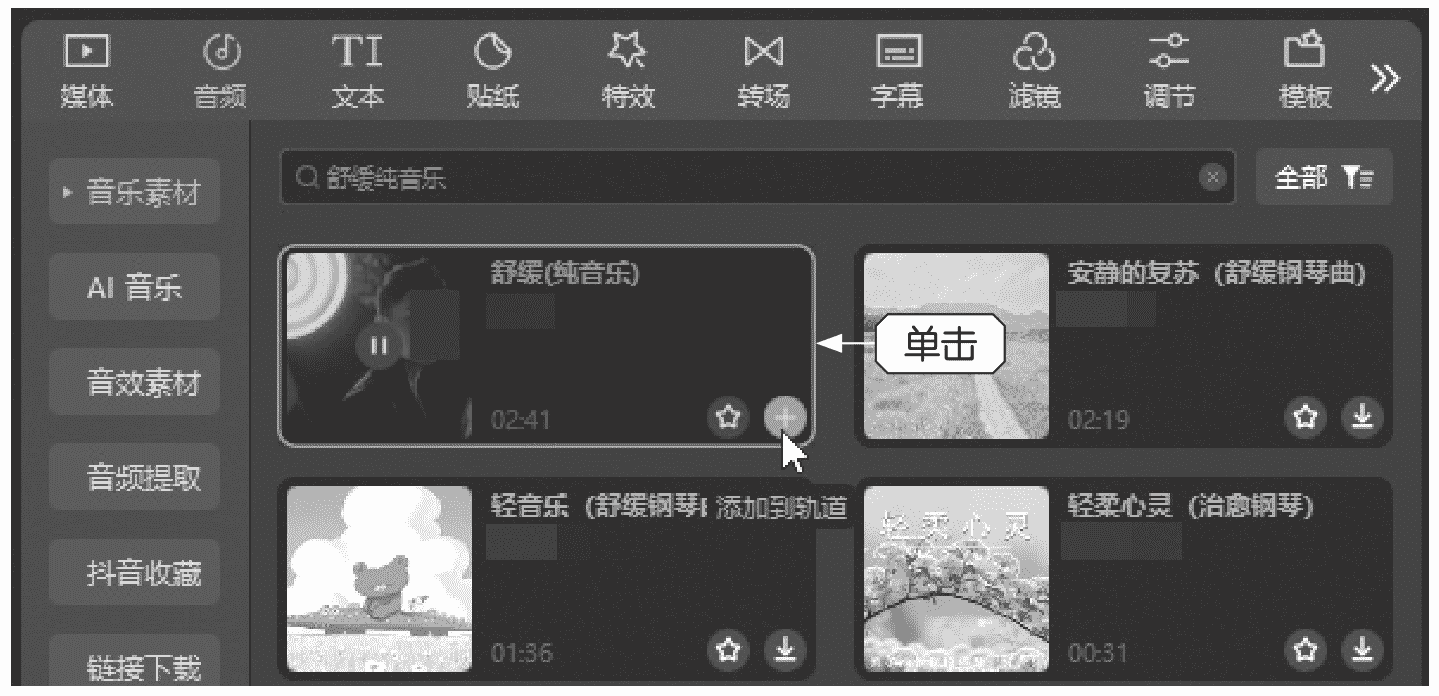 媒体 音频 TI 文本 贴纸 特效 转场 字幕 滤镜 调节 模板
音乐素材
AI 音乐
音效素材
音频提取
抖音收藏
链接下载
舒缓纯音乐
全部
舒缓(纯音乐)
02:41
安静的复苏（舒缓钢琴曲）
02:19
单击
轻音乐（舒缓钢琴
添加到轨道
01:36
轻柔心灵
轻柔心灵（治愈钢琴）
00:31